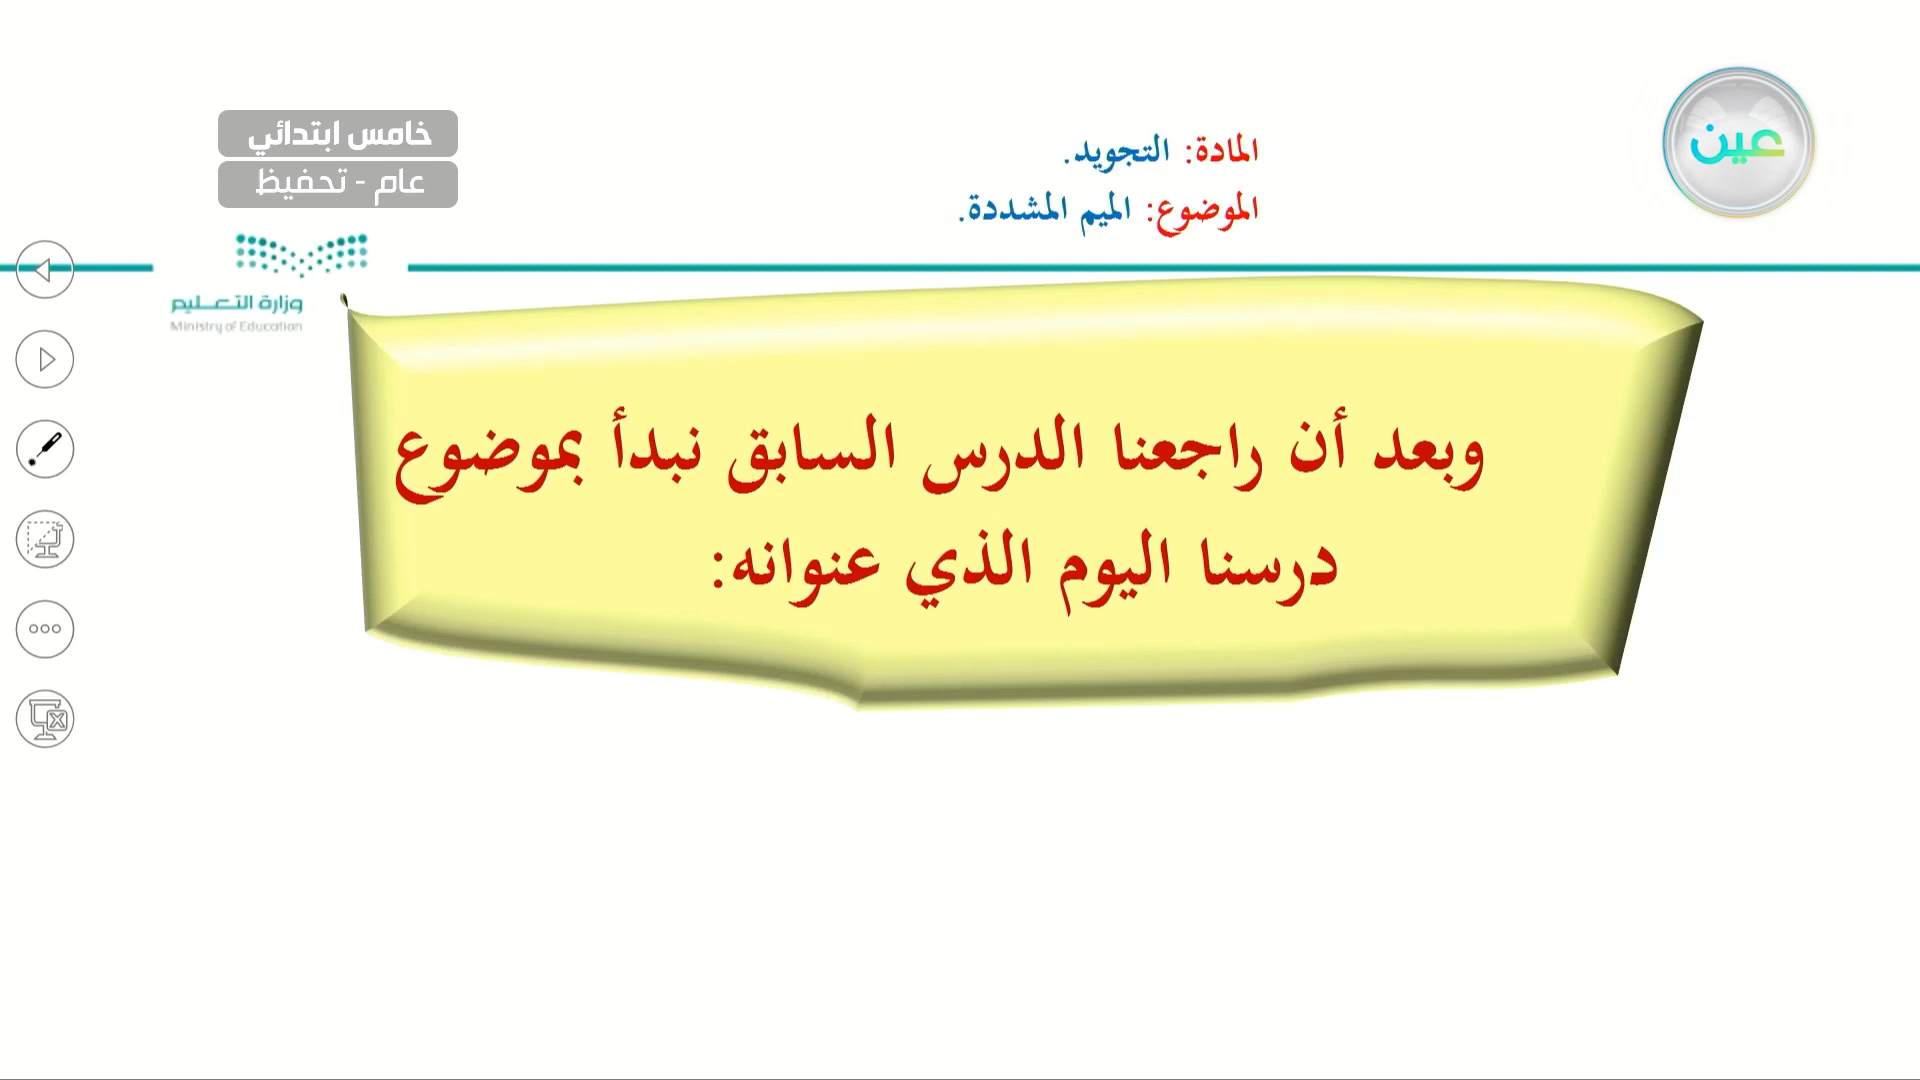 عين
خامس ابتدائي
عام - تحفيظ
المادة: التجويد.
الموضوع: الميم المشددة.
وزارة التعليم
Ministry of Education
وبعد أن راجعنا الدرس السابق نبدأ بموضوع
درسنا اليوم الذي عنوانه: